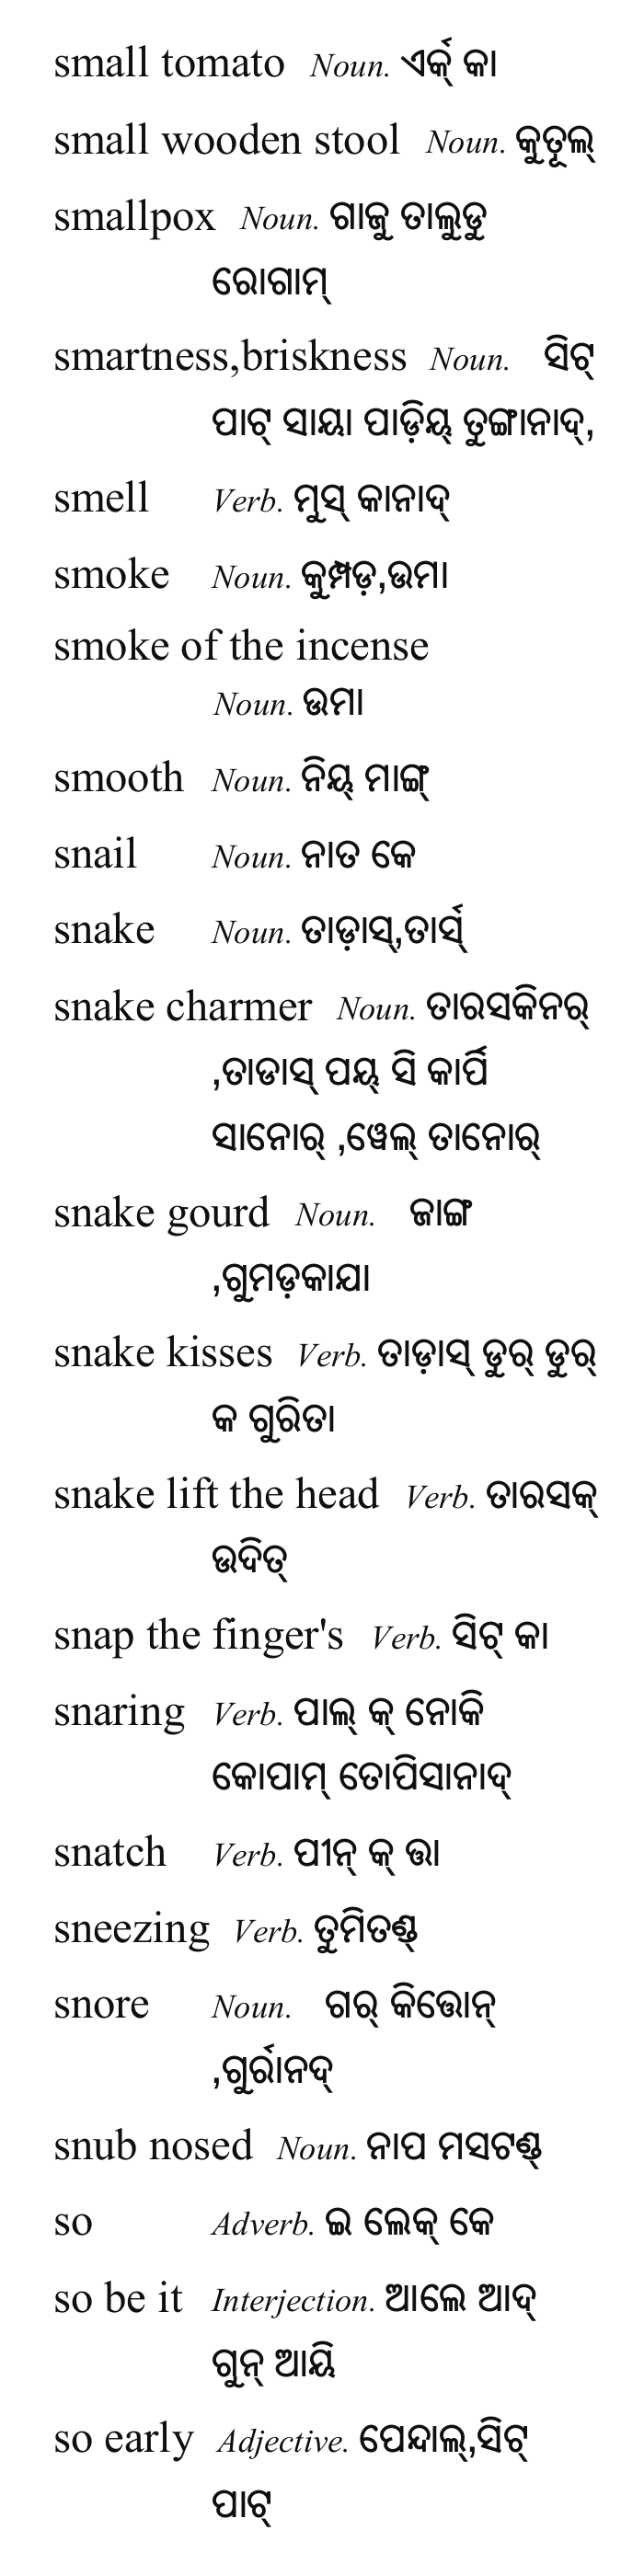 small tomato Noun. ଏର୍କ୍ କା
small wooden stool Noun. କୁତୂଲ୍
smallpox Noun. ଗାଜୁ ତାଲୁଡୁ
ରୋଗାମ୍
smartness,briskness Noun. ସିଟ୍
ପାଟ୍ ସାୟା ପାଡ଼ିୟ୍ ତୁଙ୍ଗାନାଦ୍,
smell Verb. ମୁସ୍ କାନାଦ୍
smoke Noun. କୁମ୍ପଡ଼,ଉମା
smoke of the incense
Noun. ଉମା
smooth Noun. ନିୟ୍ ମାଙ୍ଗ୍
snail Noun. ନାତ କେ
snake Noun. ତାଡ଼ାସ୍,ତାର୍ସ୍
snake charmer Noun. ତାରସକିନର୍
,ତାଡାସ୍ ପୟ୍ ସି କାର୍ପି
ସାନୋର୍ ,ୱେଲ୍ ତାନୋର୍
snake gourd Noun. ଜାଙ୍ଗ
,ଗୁମଡ଼କାଯା
snake kisses Verb. ତାଡ଼ାସ୍ ଡୁର୍ ଡୁର୍
କ ଗୁରିତା
snake lift the head Verb. ତାରସକ୍
ଉଦିତ୍
snap the finger's Verb. ସିଟ୍ କା
snaring Verb. ପାଲ୍ କ୍ ନୋକି
କୋପାମ୍ ତୋପିସାନାଦ୍
snatch Verb. ପୀନ୍ କ୍ ତ୍ତା
sneezing Verb. ତୁମିତଣ୍ଡ୍
snore Noun. ଗର୍ କିତ୍ତୋନ୍
,ଗୁର୍ରାନଦ୍
snub nosed Noun. ନାପ ମସଟଣ୍ଡ୍
so Adverb. ଇ ଲେକ୍ କେ
so be it Interjection. ଆଲେ ଆଦ୍
ଗୁନ୍ ଆୟି
so early Adjective. ପେନ୍ଦାଲ୍,ସିଟ୍
ପାଟ୍